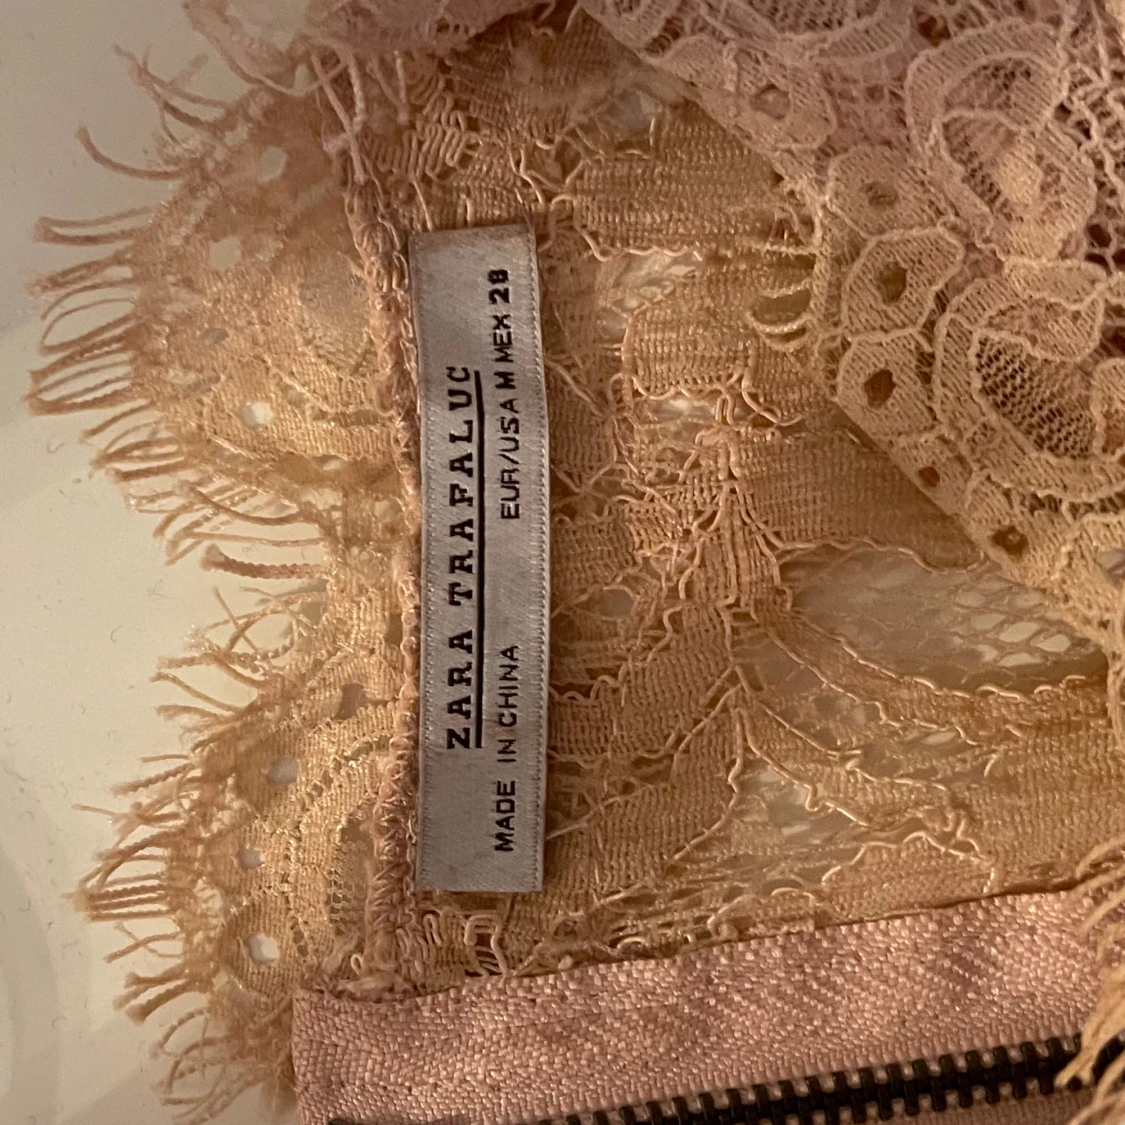 ZARA TRAFALUC
MADE IN CHINA EUR/USA M MEX 28